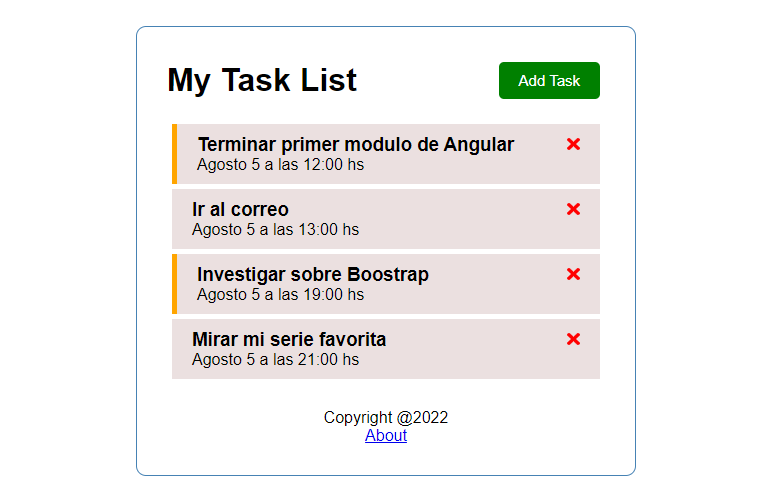 My Task List
Add Task
Terminar primer modulo de Angular
Agosto 5 a las 12:00 hs
Ir al correo
Agosto 5 a las 13:00 hs
Investigar sobre Boostrap
Agosto 5 a las 19:00 hs
Mirar mi serie favorita
Agosto 5 a las 21:00 hs
Copyright @2022
About